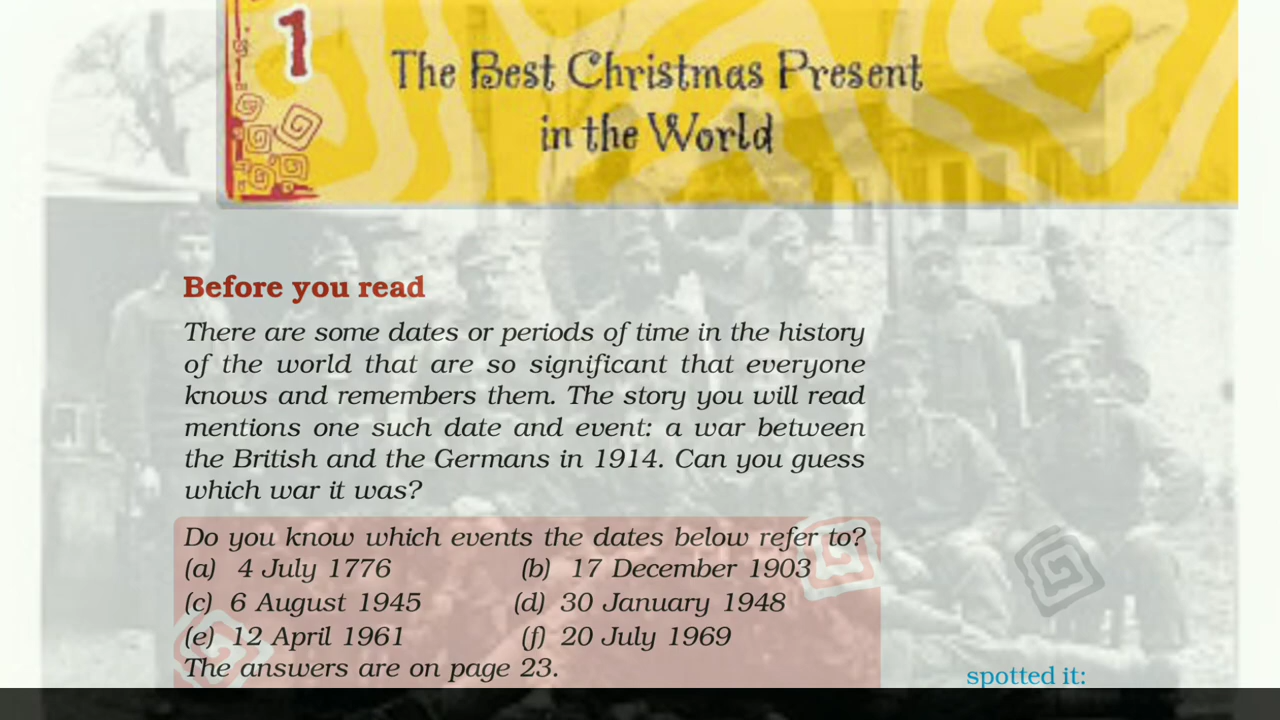 1
The Best Christmas Present
in the World
Before you read
There are some dates or periods of time in the history
of the world that are so significant that everyone
knows and remembers them. The story you will read
mentions one such date and event: a war between
the British and the Germans in 1914. Can you guess
which war it was?
Do you know which events the dates below refer to?
(a) 4 July 1776 (b) 17 December 1903
(c) 6 August 1945 (d) 30 January 1948
(e) 12 April 1961 (f) 20 July 1969
The answers are on page 23.
spotted it: